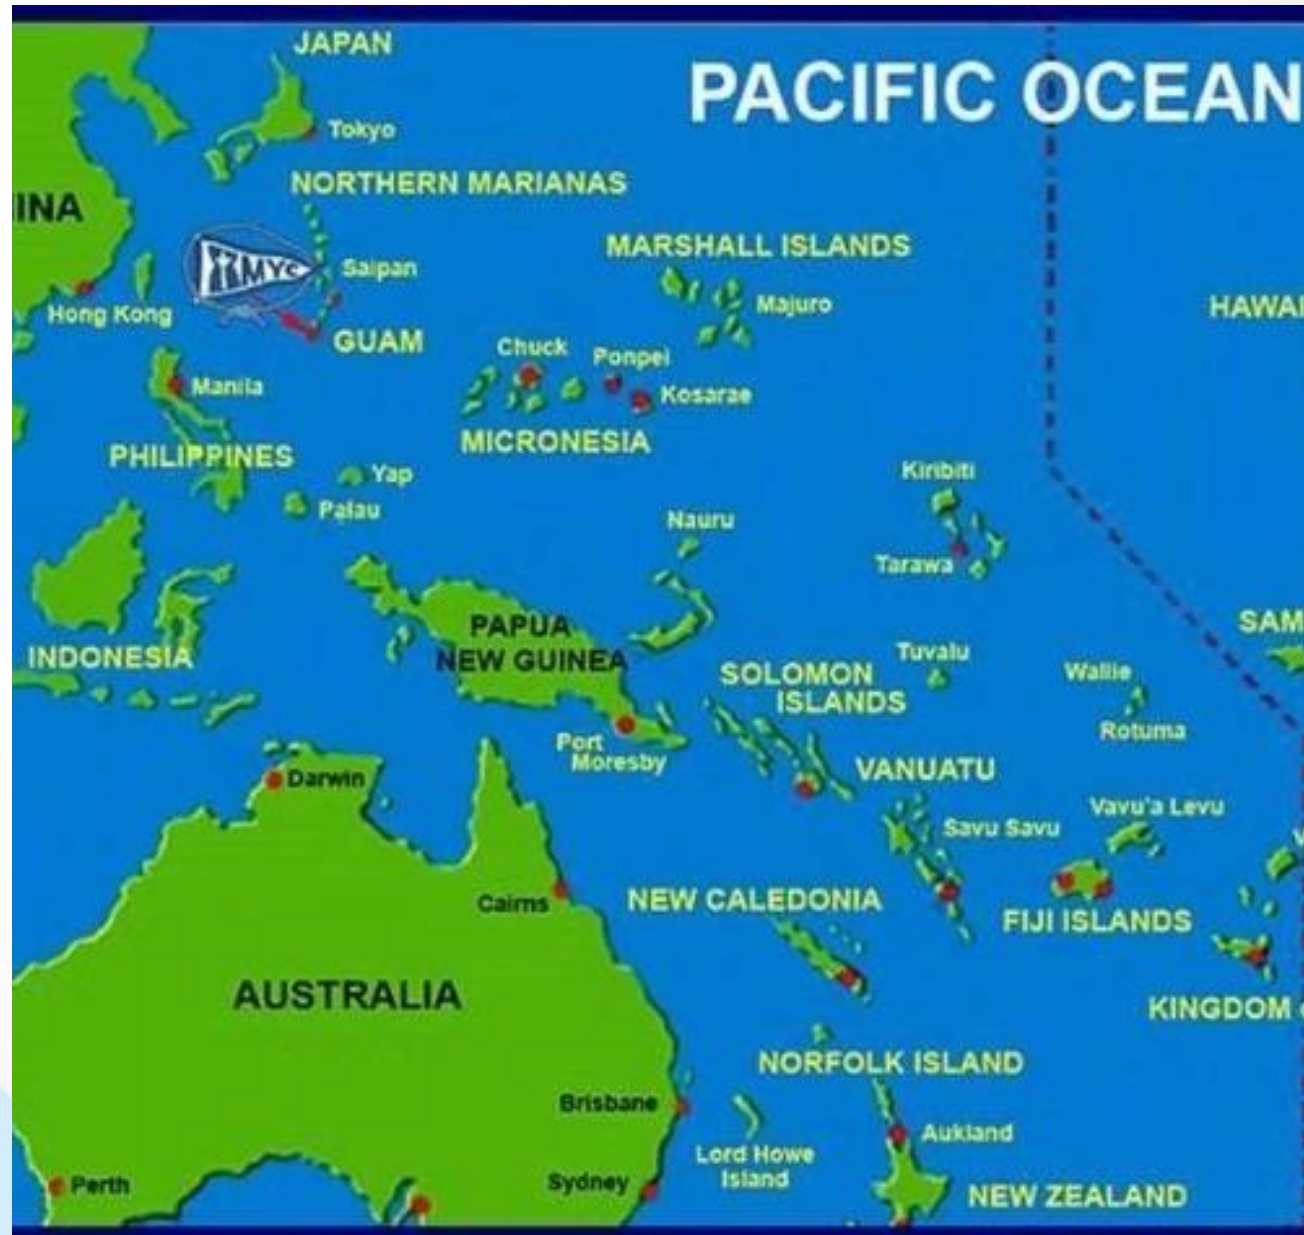 JAPAN
PACIFIC OCEAN
Tokyo
NORTHERN MARIANAS
INA
MARSHALL ISLANDS
MYC
Saipan
Majuro
HAWAI
Hong Kong
GUAM
Chuck
Ponpei
Manila
Kosarae
MICRONESIA
PHILIPPINES
Yap
Kiribiti
Palau
Nauru
Tarawa
PAPUA
NEW GUINEA
SAM
INDONESIA
Tuvalu
SOLOMON
ISLANDS
Wallie
Rotuma
Port
Moresby
VANUATU
Darwin
Vavu'a Levu
Savu Savu
V
Cairns
NEW CALEDONIA
FIJI ISLANDS
AUSTRALIA
KINGDOM
NORFOLK ISLAND
Brisbane
Aukland
Lord Howe
Island
Perth
Sydney
NEW ZEALAND